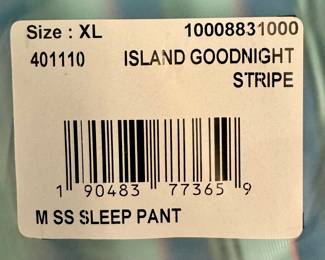 Size : XL 10008831000
401110 ISLAND GOODNIGHT
STRIPE
1 90483 77365 9
M SS SLEEP PANT